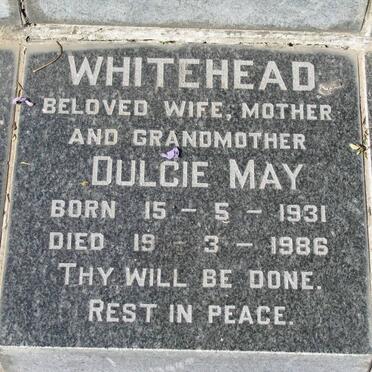 WHITEHEAD
BELOVED WIFE, MOTHER
AND GRANDMOTHER
DULCIE MAY
BORN 15 - 5 - 1931
DIED 19 - 3 - 1986
THY WILL BE DONE.
REST IN PEACE.